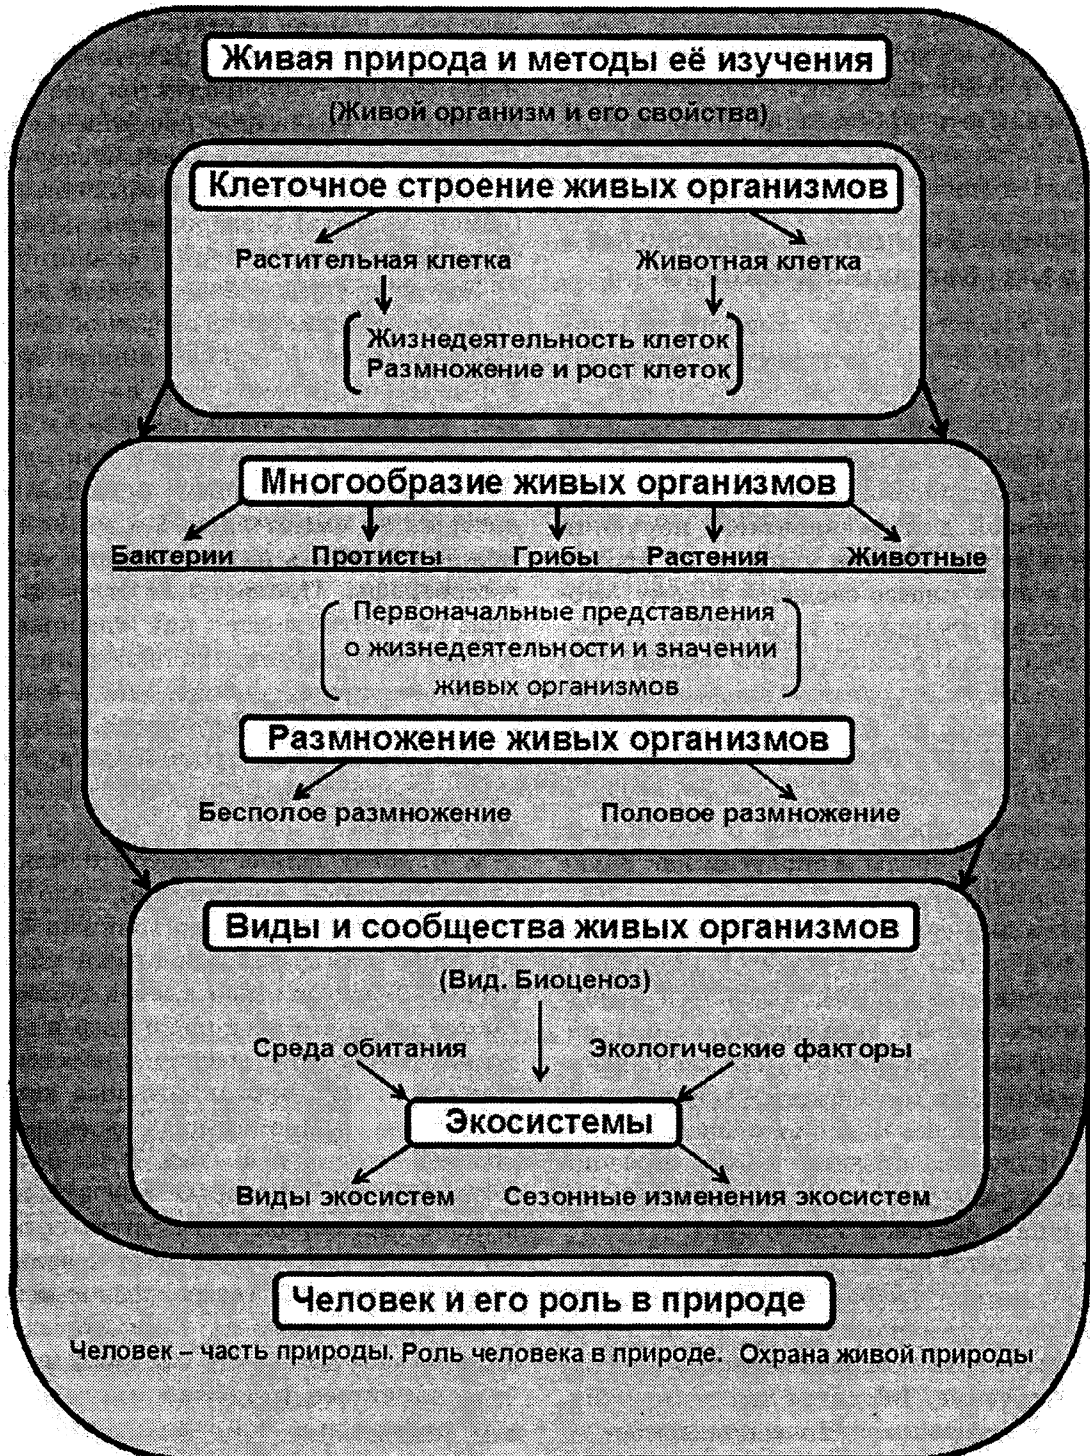 Живая природа и методы её изучения
(Живой организм и его свойства)
Клеточное строение живых организмов
Растительная клетка Животная клетка
Жизнедеятельность клеток
Размножение и рост клеток
Многообразие живых организмов
Бактерии Протисты Грибы Растения Животные
Первоначальные представления
о жизнедеятельности и значении
живых организмов
Размножение живых организмов
Бесполое размножение Половое размножение
Виды и сообщества живых организмов
(Вид. Биоценоз)
Среда обитания Экологические факторы
Экосистемы
Виды экосистем Сезонные изменения экосистем
Человек и его роль в природе
Человек – часть природы. Роль человека в природе. Охрана живой природы